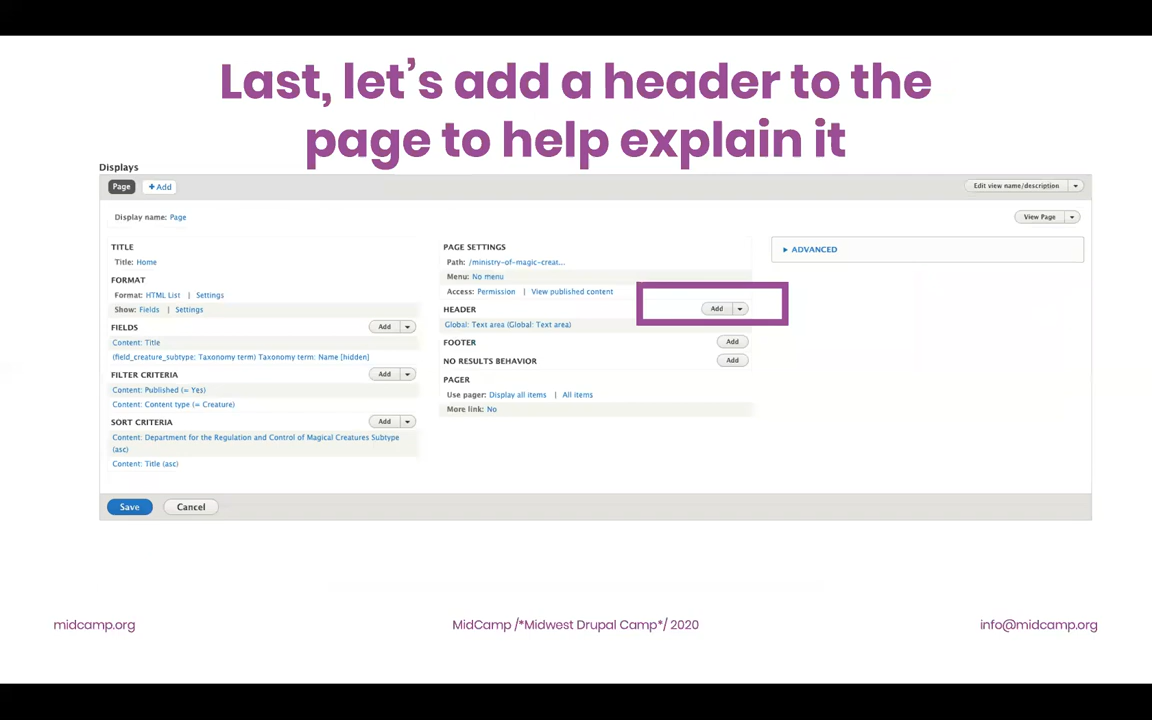 Last, let's add a header to the
page to help explain it
Displays
Page
+ Add
Edit view name/description
Display name: Page
View Page
TITLE
Title: Home
FORMAT
Format: HTML List | Settings
Show: Fields | Settings
FIELDS
Add
Content: Title
(field_creature_subtype: Taxonomy term) Taxonomy term: Name [hidden]
FILTER CRITERIA
Add
Content: Published (= Yes)
Content: Content type (= Creature)
SORT CRITERIA
Add
Content: Department for the Regulation and Control of Magical Creatures Subtype
(asc)
Content: Title (asc)
PAGE SETTINGS
Path: /ministry-of-magic-creat...
Menu: No menu
Access: Permission | View published content
HEADER
Add
Global: Text area (Global: Text area)
FOOTER
Add
NO RESULTS BEHAVIOR
Add
PAGER
Use pager: Display all items | All items
More link: No
ADVANCED
Save
Cancel
midcamp.org
MidCamp /*Midwest Drupal Camp*/ 2020
info@midcamp.org